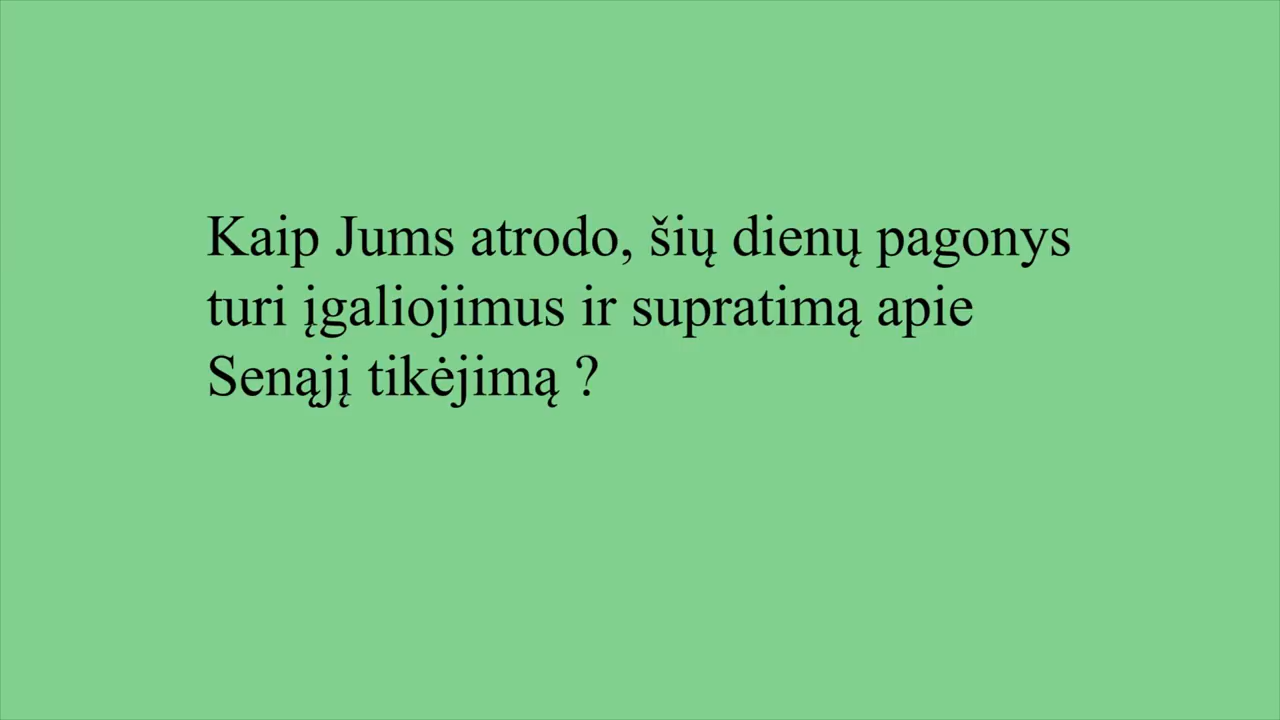 Kaip Jums atrodo, šių dienų pagonys
turi įgaliojimus ir supratimą apie
Senąjį tikėjimą ?